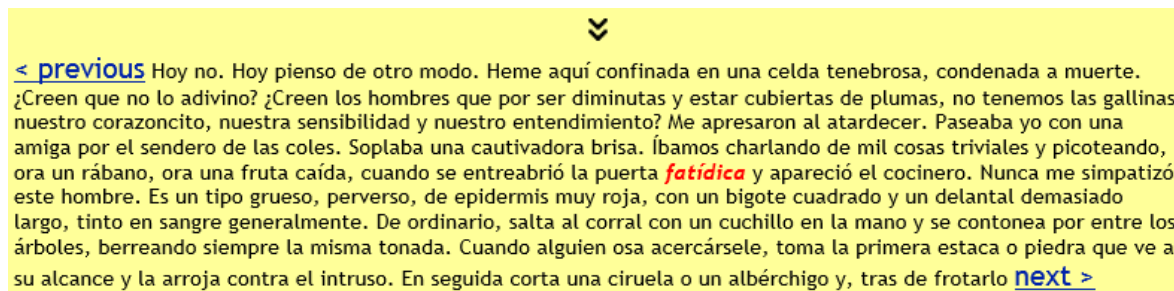 < previous Hoy no. Hoy pienso de otro modo. Heme aquí confinada en una celda tenebrosa, condenada a muerte.
¿Creen que no lo adivino? ¿Creen los hombres que por ser diminutas y estar cubiertas de plumas, no tenemos las gallinas
nuestro corazoncito, nuestra sensibilidad y nuestro entendimiento? Me apresaron al atardecer. Paseaba yo con una
amiga por el sendero de las coles. Soplaba una cautivadora brisa. Íbamos charlando de mil cosas triviales y picoteando,
ora un rábano, ora una fruta caída, cuando se entreabrió la puerta fatídica y apareció el cocinero. Nunca me simpatizó
este hombre. Es un tipo grueso, perverso, de epidermis muy roja, con un bigote cuadrado y un delantal demasiado
largo, tinto en sangre generalmente. De ordinario, salta al corral con un cuchillo en la mano y se contonea por entre los
árboles, berreando siempre la misma tonada. Cuando alguien osa acercársele, toma la primera estaca o piedra que ve a
su alcance y la arroja contra el intruso. En seguida corta una ciruela o un albérchigo y, tras de frotarlo next >